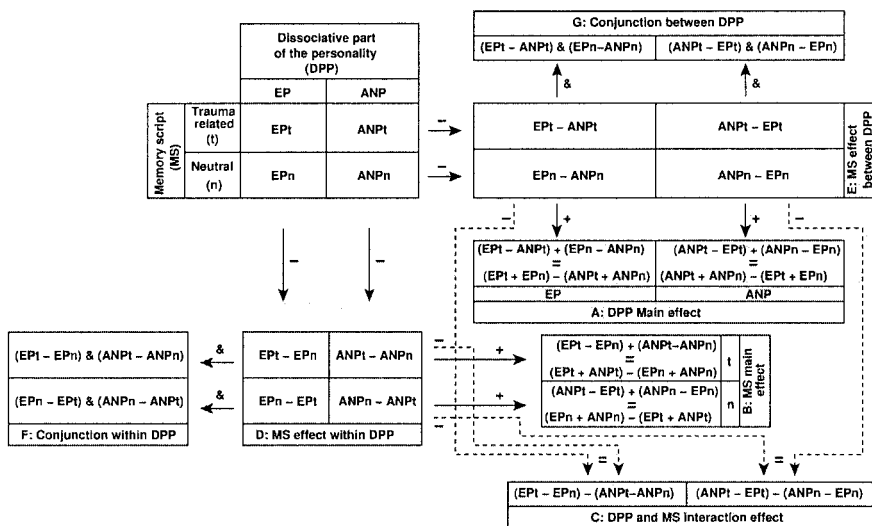 G: Conjunction between DPP
(EPt – ANPt) & (EPn–ANPn)
(ANPt – EPt) & (ANPn – EPn)
&
&
Dissociative part
of the personality
(DPP)
EP
ANP
Memory script
(MS)
Trauma
related
(t)
EPt
ANPt
Neutral
(n)
EPn
ANPn
–
–
EPt – ANPt
ANPt – EPt
EPn – ANPn
ANPn – EPn
E: MS effect
between DPP
–
+
+
–
(EPt – ANPt) + (EPn – ANPn)
=
(EPt + EPn) – (ANPt + ANPn)
EP
(ANPt – EPt) + (ANPn – EPn)
=
(ANPt + ANPn) – (EPt + EPn)
ANP
A: DPP Main effect
–
–
(EPt – EPn) & (ANPt – ANPn)
(EPn – EPt) & (ANPn – ANPt)
F: Conjunction within DPP
&
&
EPt – EPn
ANPt – ANPn
EPn – EPt
ANPn – ANPt
D: MS effect within DPP
–
+
+
–
(EPt – EPn) + (ANPt–ANPn)
=
(EPt + ANPt) – (EPn + ANPn)
t
(ANPt – EPt) + (ANPn – EPn)
=
(EPn + ANPn) – (EPt + ANPt)
n
B: MS main
effect
=
=
(EPt – EPn) – (ANPt–ANPn)
(ANPt – EPt) – (ANPn – EPn)
C: DPP and MS Interaction effect